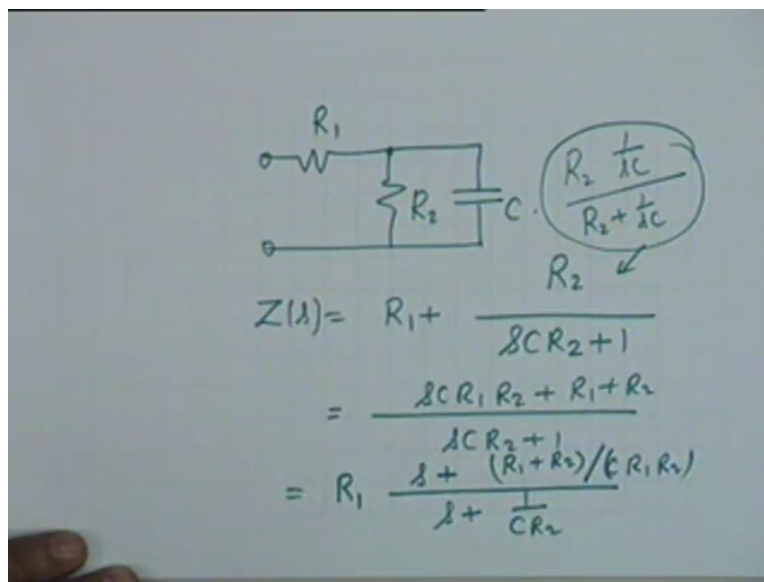 R₁
R₂
C.
R₂ 1/sC
R₂ + 1/sC
Z(s) = R₁ + R₂ / sCR₂ + 1
= sCR₁R₂ + R₁ + R₂ / sCR₂ + 1
= R₁ s + (R₁ + R₂)/(CR₁R₂) / s + 1/CR₂